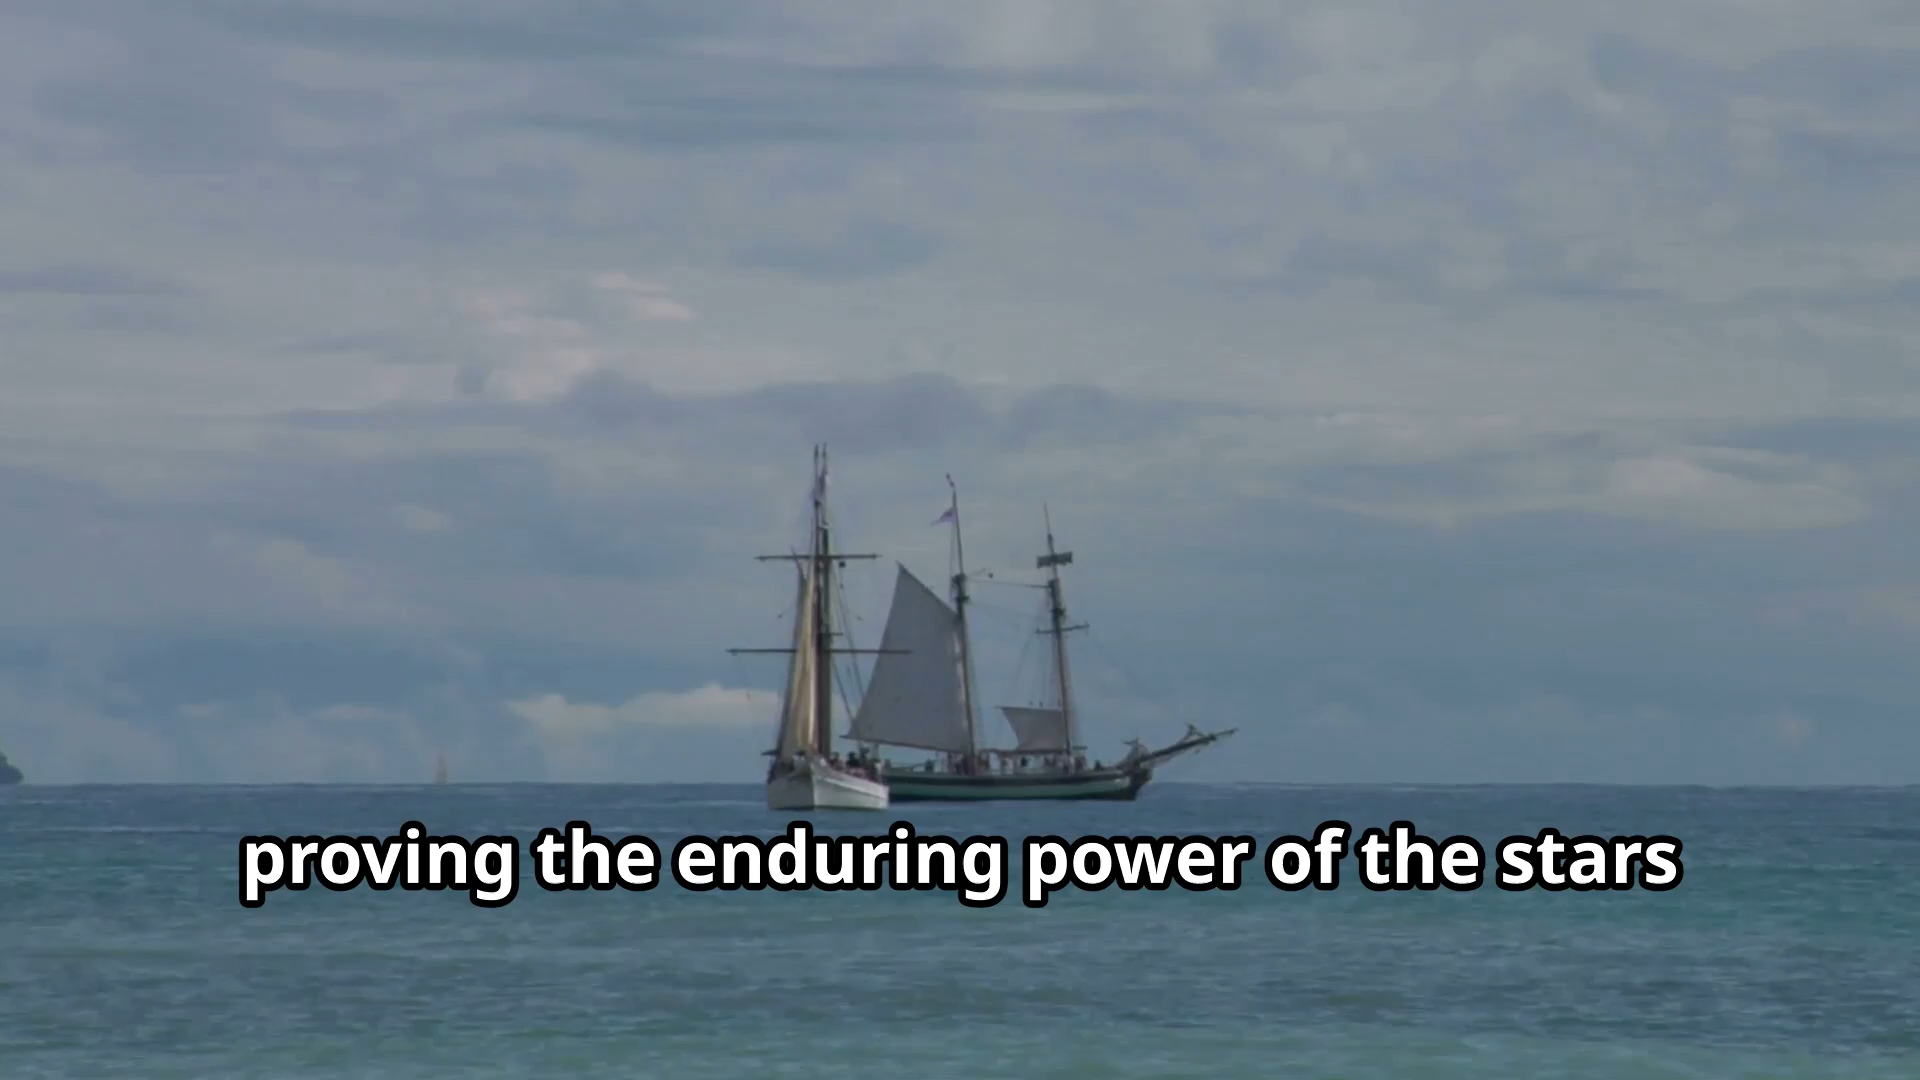 proving the enduring power of the stars